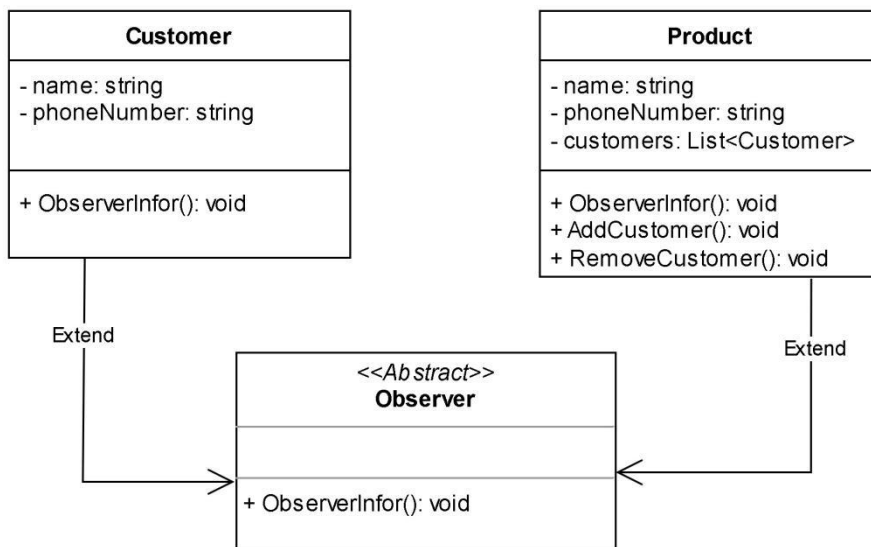 Customer
- name: string
- phoneNumber: string
+ ObserverInfor(): void
Product
- name: string
- phoneNumber: string
- customers: List<Customer>
+ ObserverInfor(): void
+ AddCustomer(): void
+ RemoveCustomer(): void
Extend
Extend
<<Abstract>>
Observer
+ ObserverInfor(): void